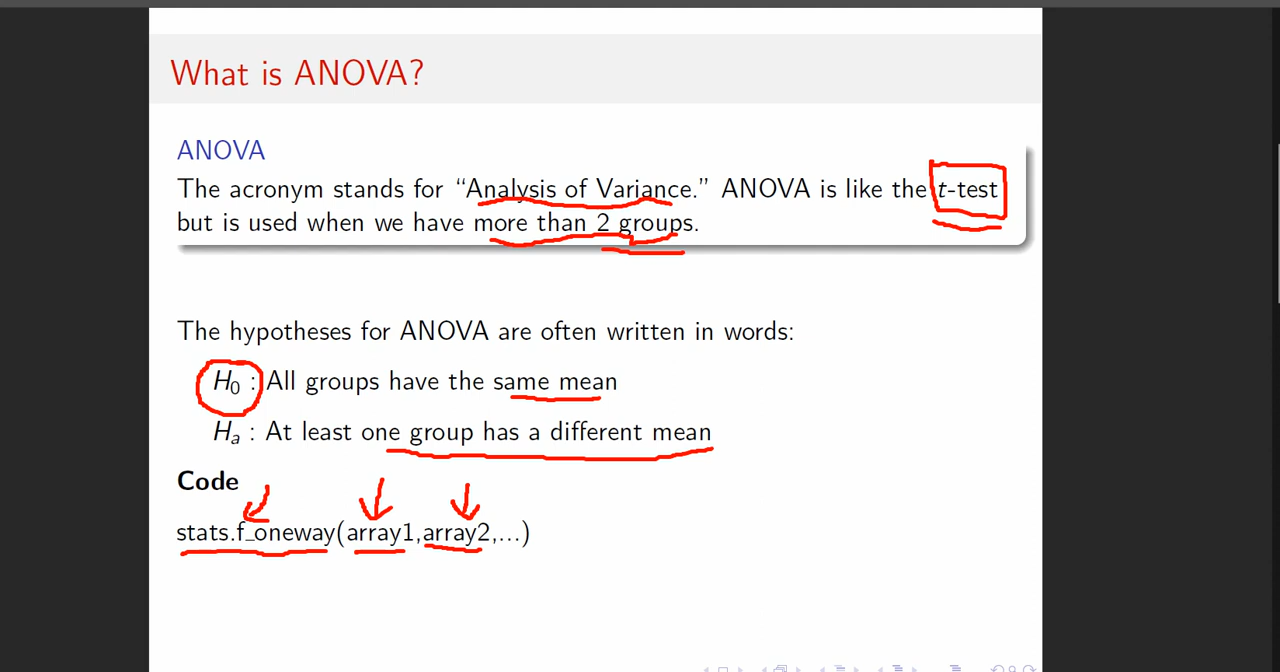 What is ANOVA?
ANOVA
The acronym stands for “Analysis of Variance.” ANOVA is like the t-test
but is used when we have more than 2 groups.
The hypotheses for ANOVA are often written in words:
H₀ : All groups have the same mean
Hₐ : At least one group has a different mean
Code
stats.f_oneway(array1,array2,...)